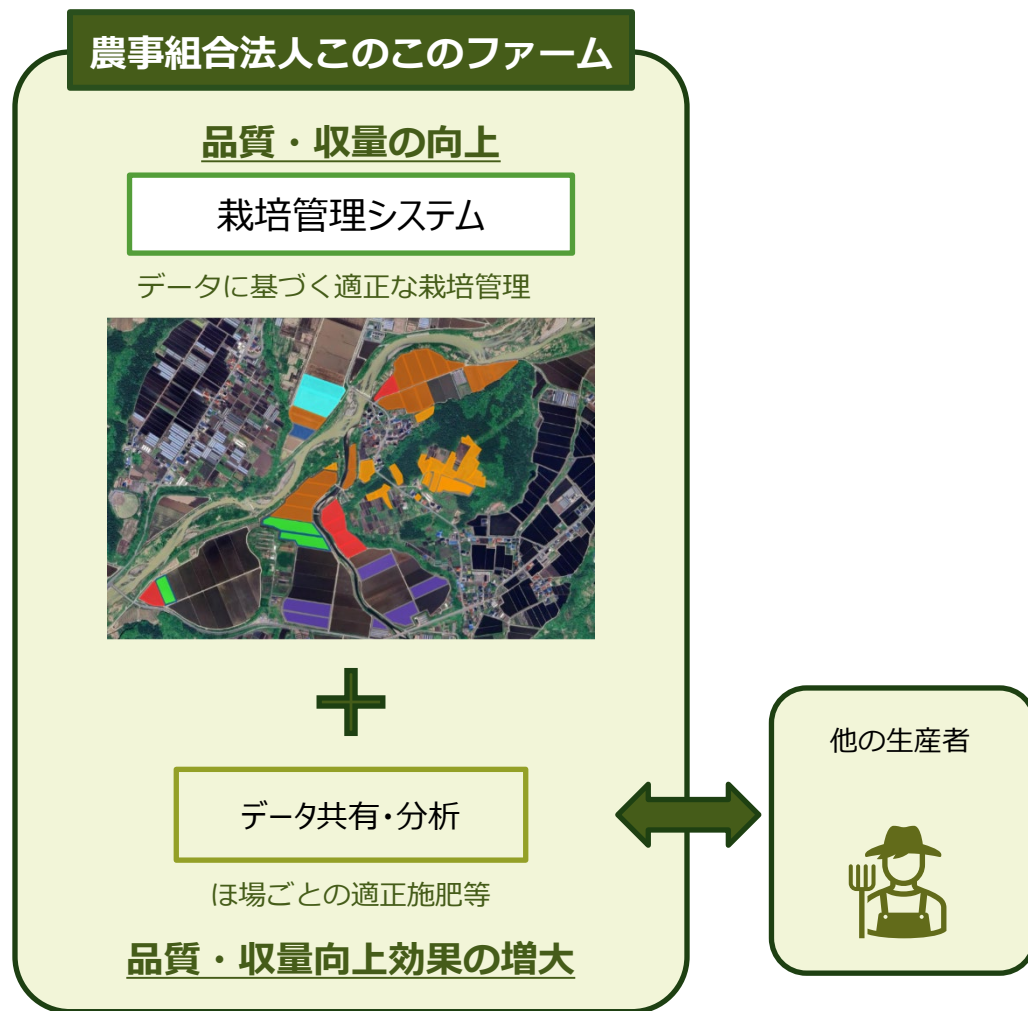 農事組合法人このこのファーム
品質・収量の向上
栽培管理システム
データに基づく適正な栽培管理
データ共有・分析
ほ場ごとの適正施肥等
品質・収量向上効果の増大
他の生産者